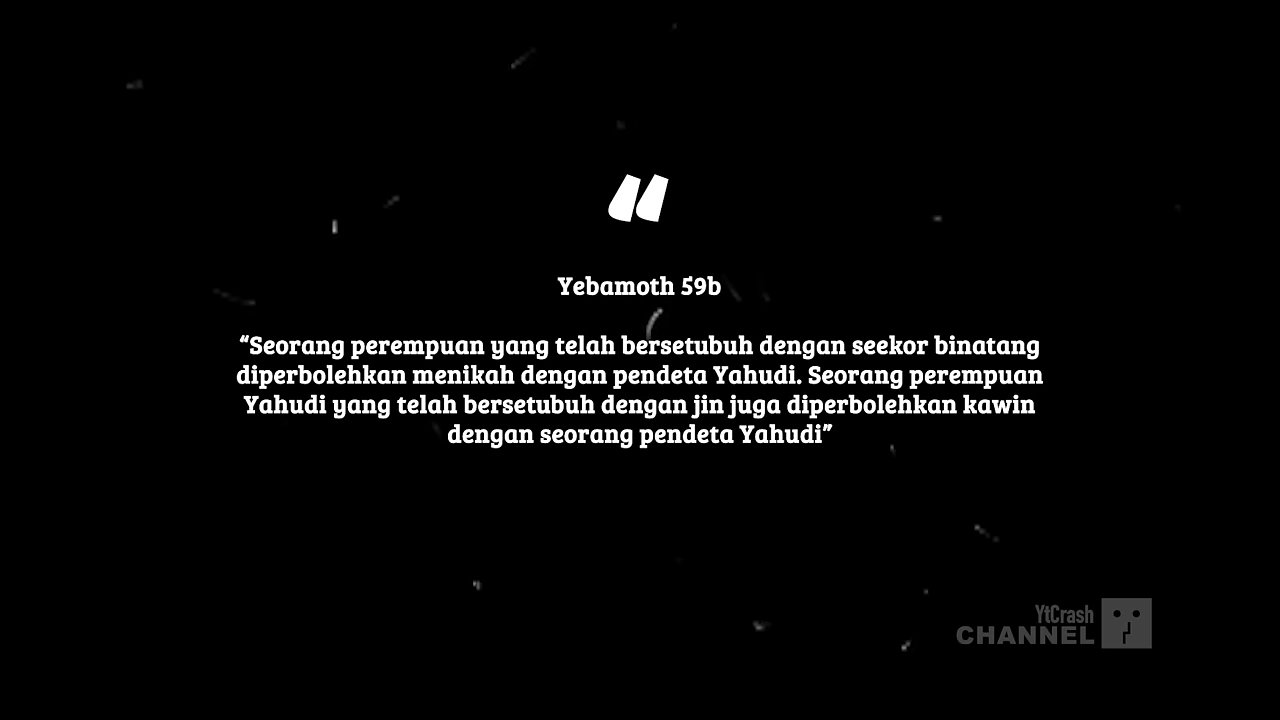 Yebamoth 59b
“Seorang perempuan yang telah bersetubuh dengan seekor binatang
diperbolehkan menikah dengan pendeta Yahudi. Seorang perempuan
Yahudi yang telah bersetubuh dengan jin juga diperbolehkan kawin
dengan seorang pendeta Yahudi”
YtCrash
CHANNEL